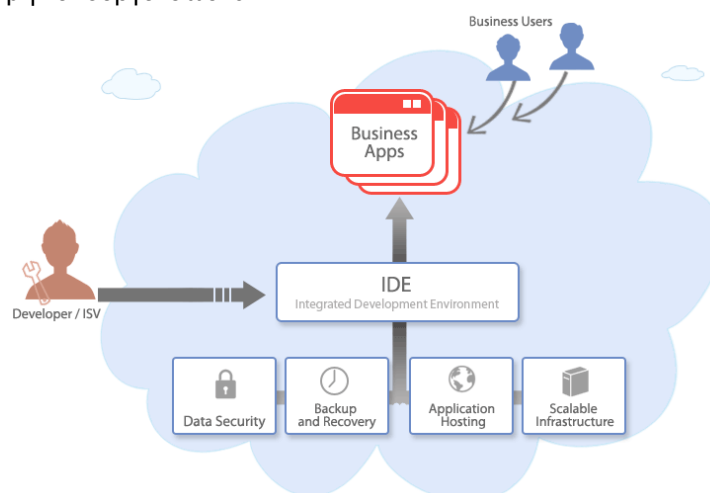 Business Users
Business
Apps
IDE
Integrated Development Environment
Developer / ISV
Data Security
Backup
and Recovery
Application
Hosting
Scalable
Infrastructure